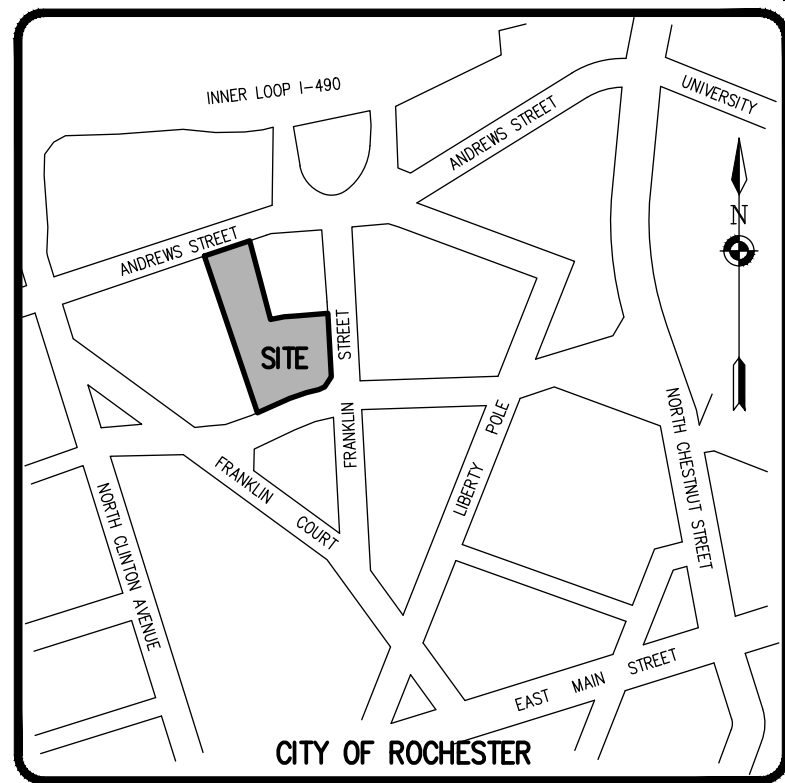 INNER LOOP I-490
UNIVERSITY
ANDREWS STREET
N
ANDREWS STREET
SITE
STREET
FRANKLIN
LIBERTY POLE
NORTH CHESTNUT STREET
FRANKLIN COURT
NORTH CLINTON AVENUE
EAST MAIN STREET
CITY OF ROCHESTER